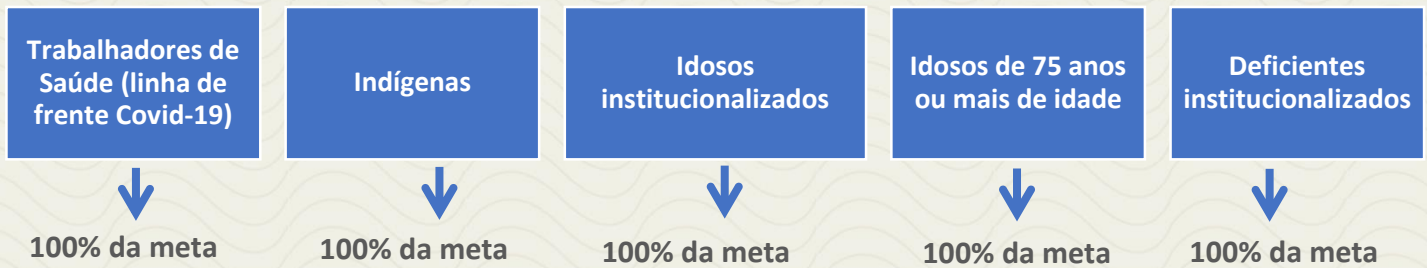 Trabalhadores de
Saúde (linha de
frente Covid-19)
Indígenas
Idosos
institucionalizados
Idosos de 75 anos
ou mais de idade
Deficientes
institucionalizados
100% da meta
100% da meta
100% da meta
100% da meta
100% da meta